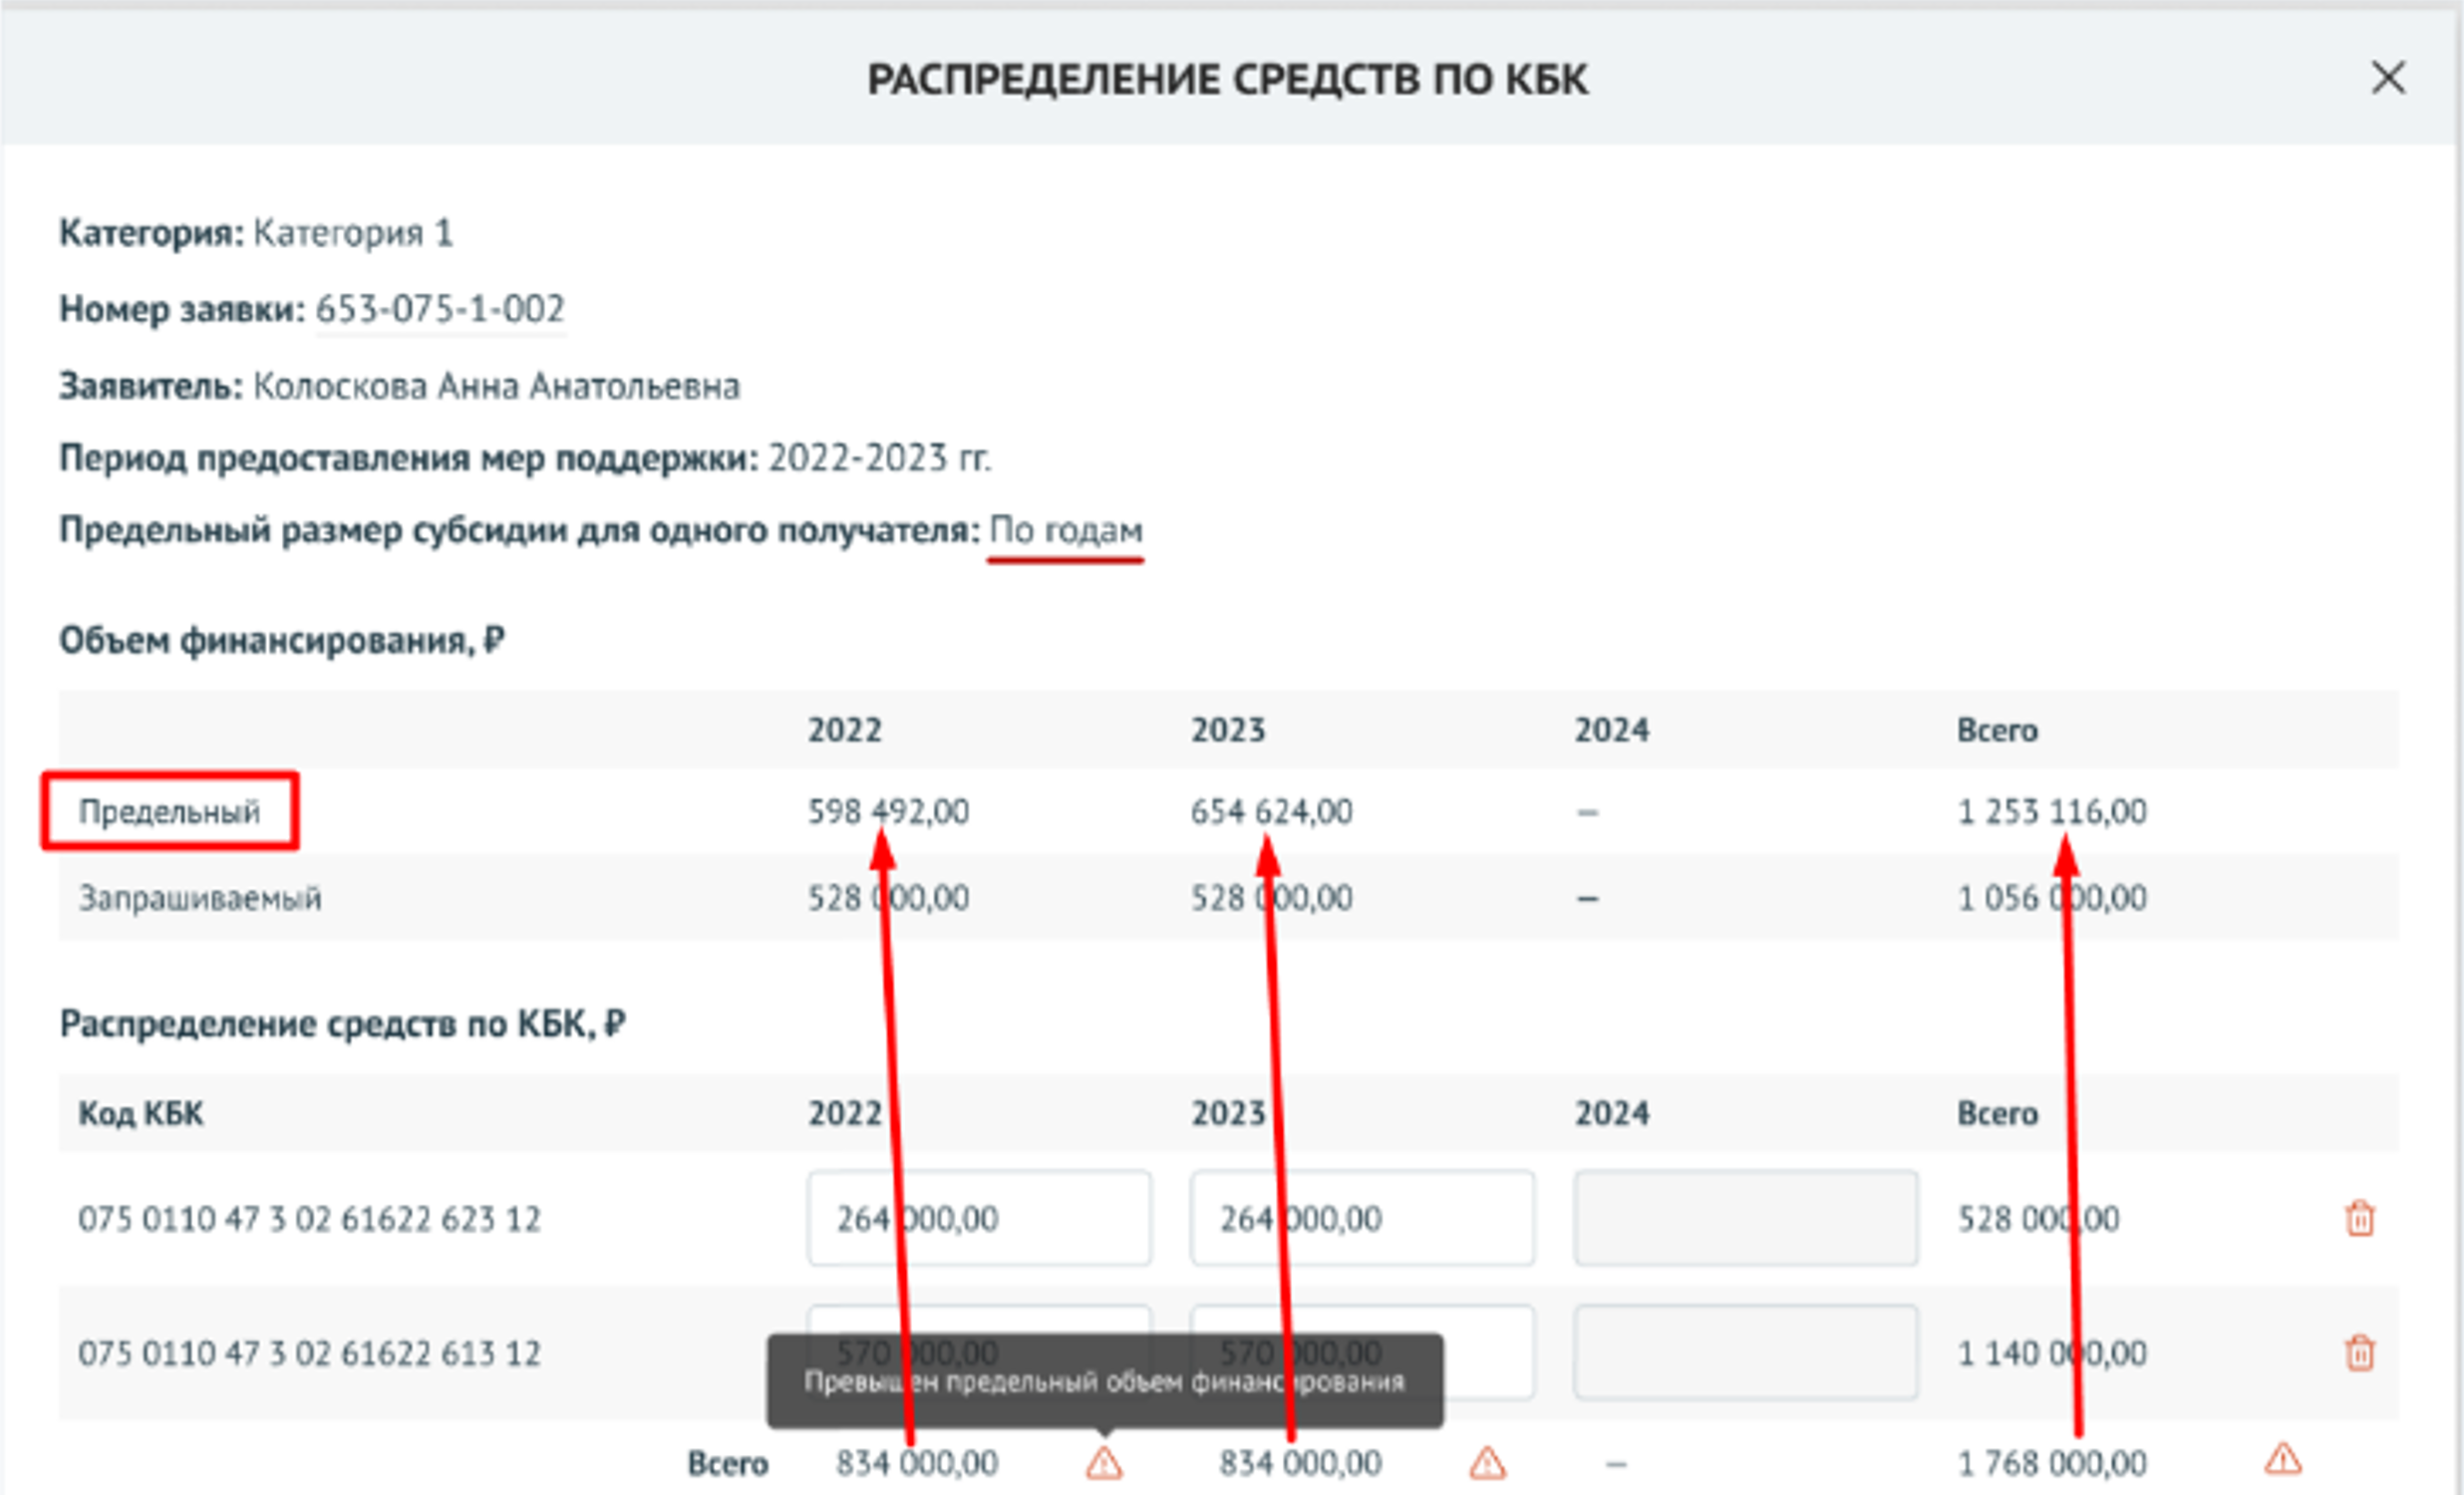 РАСПРЕДЕЛЕНИЕ СРЕДСТВ ПО КБК
Категория: Категория 1
Номер заявки: 653-075-1-002
Заявитель: Колоскова Анна Анатольевна
Период предоставления мер поддержки: 2022-2023 гг.
Предельный размер субсидии для одного получателя: По годам
Объем финансирования, ₽
2022 2023 2024 Всего
Предельный 598 492,00 654 624,00 — 1 253 116,00
Запрашиваемый 528 000,00 528 000,00 — 1 056 000,00
Распределение средств по КБК, ₽
Код КБК 2022 2023 2024 Всего
075 0110 47 3 02 61622 623 12 264 000,00 264 000,00 528 000,00
075 0110 47 3 02 61622 613 12 570 000,00 570 000,00 1 140 000,00
Превышен предельный объем финансирования
Всего 834 000,00 834 000,00 — 1 768 000,00